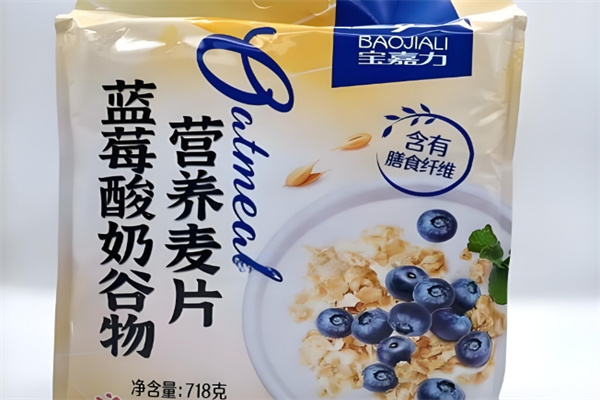 BAOJIALI
宝嘉力
Oatmeal
蓝莓酸奶谷物
营养麦片
含有
膳食纤维
净含量:718克